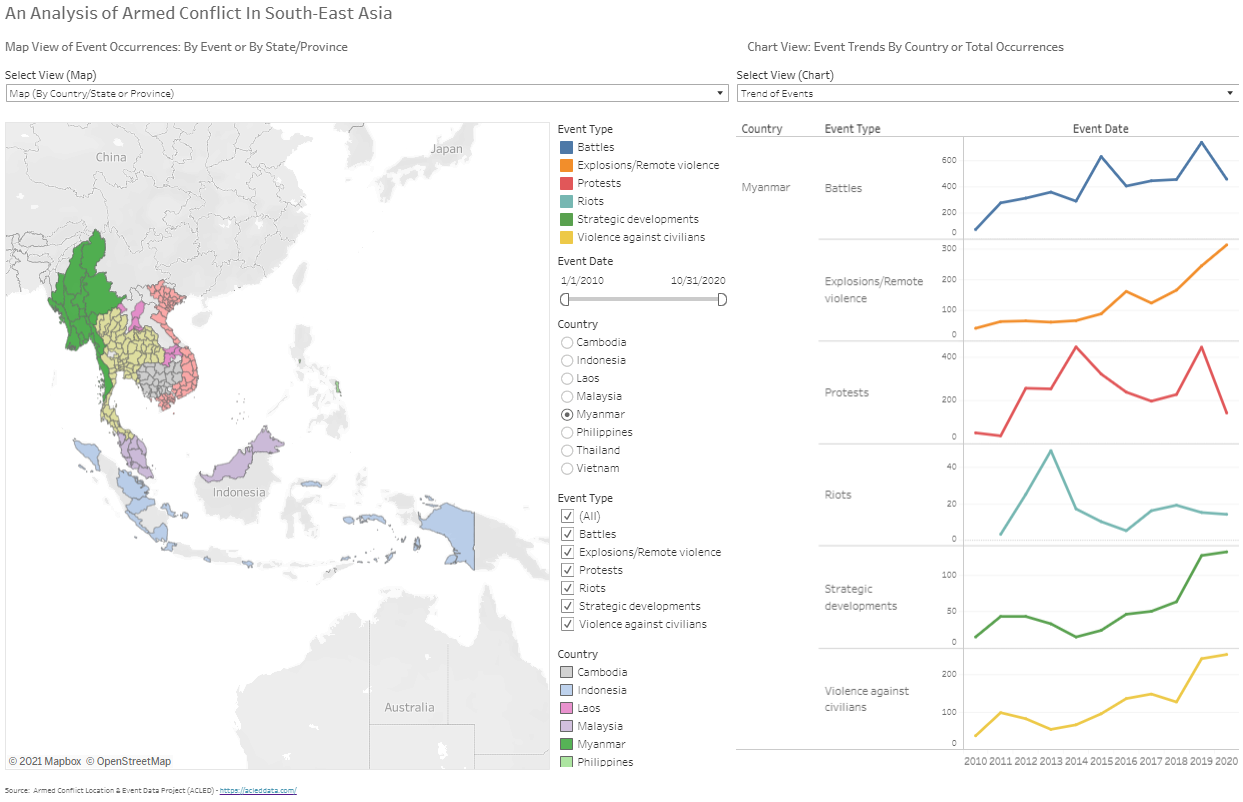 An Analysis of Armed Conflict In South-East Asia
Map View of Event Occurrences: By Event or By State/Province
Chart View: Event Trends By Country or Total Occurrences
Select View (Map)
Map (By Country/State or Province)
Select View (Chart)
Trend of Events
China
Japan
Indonesia
Australia
© 2021 Mapbox © OpenStreetMap
Event Type
Battles
Explosions/Remote violence
Protests
Riots
Strategic developments
Violence against civilians
Event Date
1/1/2010 10/31/2020
Country
Cambodia
Indonesia
Laos
Malaysia
Myanmar
Philippines
Thailand
Vietnam
Event Type
(All)
Battles
Explosions/Remote violence
Protests
Riots
Strategic developments
Violence against civilians
Country
Cambodia
Indonesia
Laos
Malaysia
Myanmar
Philippines
Country Event Type Event Date
Myanmar
Battles
600
400
200
0
Explosions/Remote
violence
300
200
100
0
Protests
400
200
0
Riots
40
20
0
Strategic
developments
100
50
0
Violence against
civilians
200
100
0
2010 2011 2012 2013 2014 2015 2016 2017 2018 2019 2020
Source: Armed Conflict Location & Event Data Project (ACLED) - https://acleddata.com/